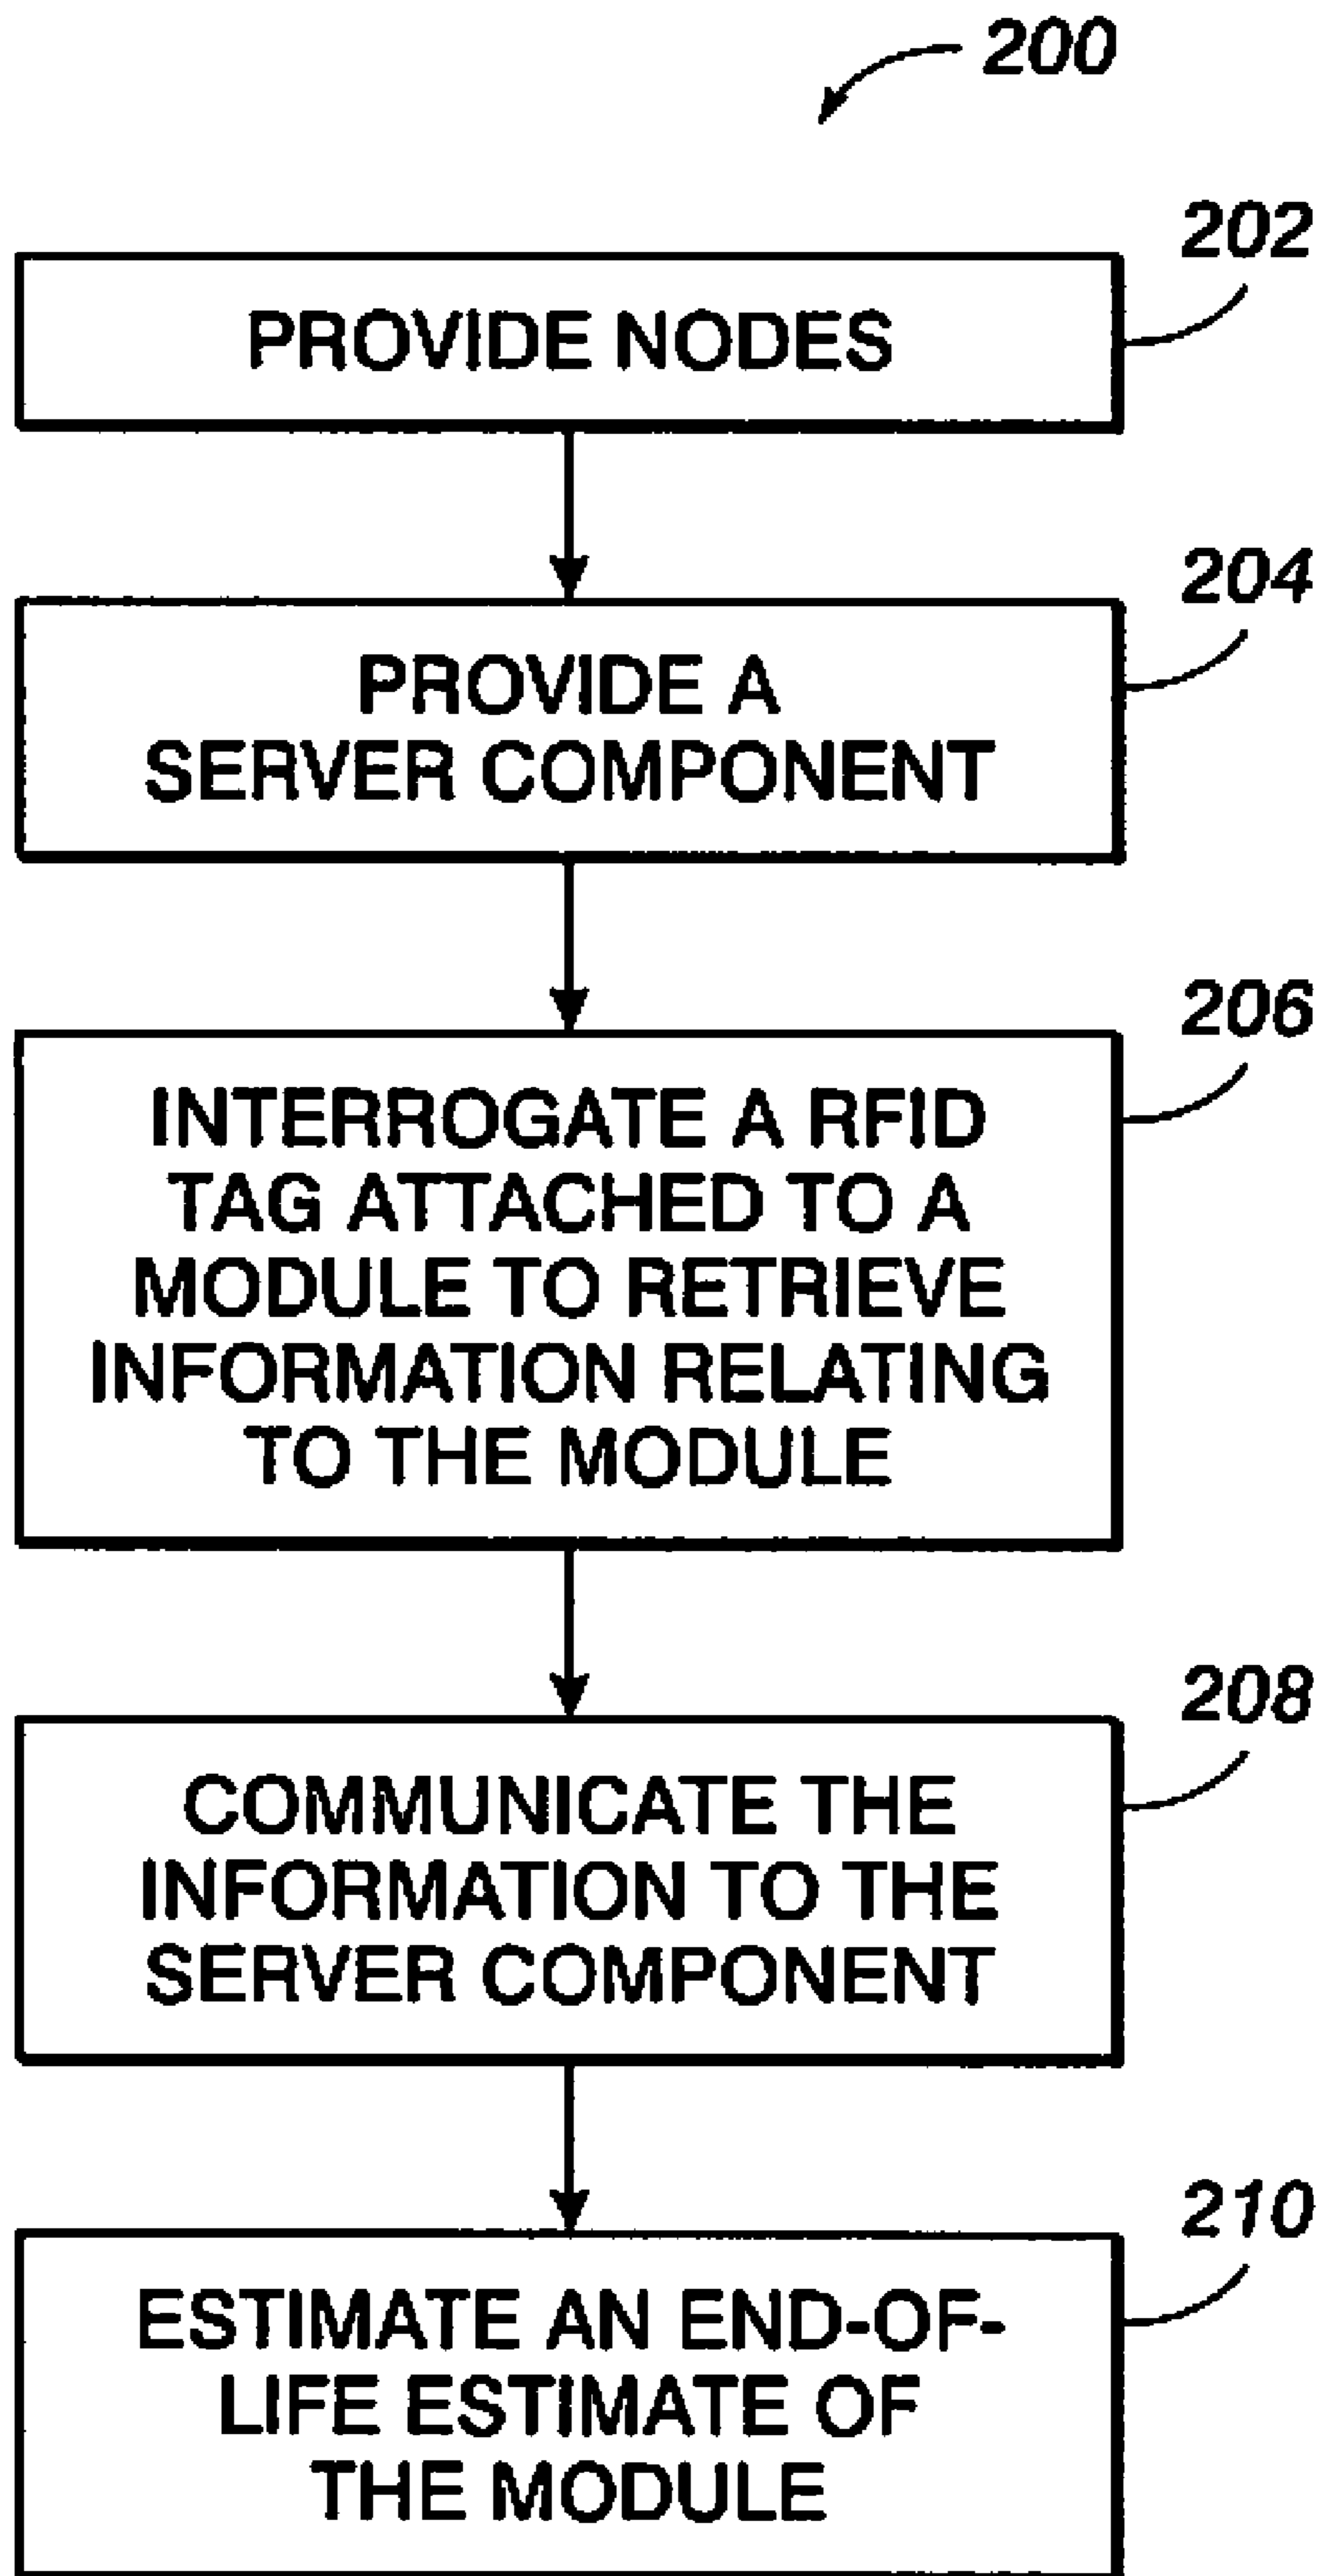 200
202
PROVIDE NODES
204
PROVIDE A
SERVER COMPONENT
206
INTERROGATE A RFID
TAG ATTACHED TO A
MODULE TO RETRIEVE
INFORMATION RELATING
TO THE MODULE
208
COMMUNICATE THE
INFORMATION TO THE
SERVER COMPONENT
210
ESTIMATE AN END-OF-
LIFE ESTIMATE OF
THE MODULE